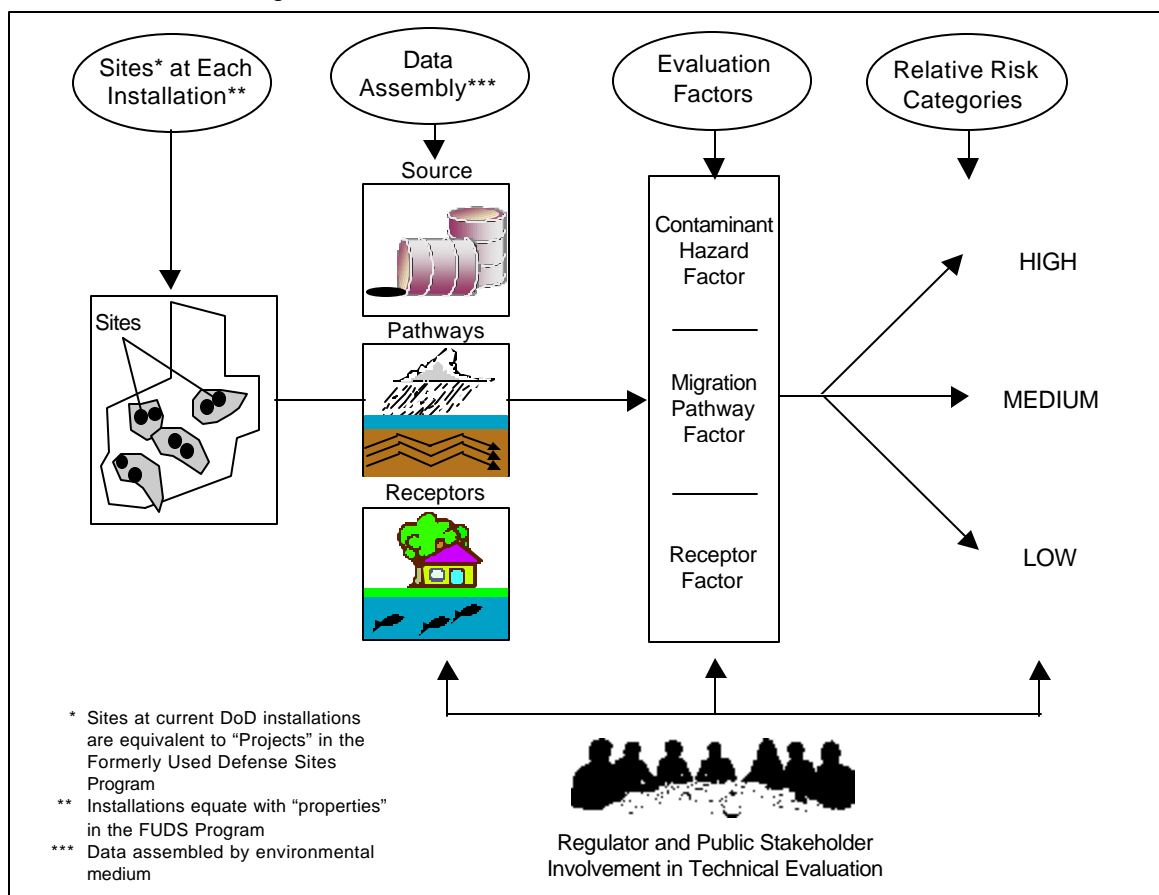 Sites* at Each
Installation**
Data
Assembly***
Evaluation
Factors
Relative Risk
Categories
Source
Sites
Pathways
Receptors
Contaminant
Hazard
Factor
Migration
Pathway
Factor
Receptor
Factor
HIGH
MEDIUM
LOW
* Sites at current DoD installations
are equivalent to “Projects” in the
Formerly Used Defense Sites
Program
** Installations equate with “properties”
in the FUDS Program
*** Data assembled by environmental
medium
Regulator and Public Stakeholder
Involvement in Technical Evaluation